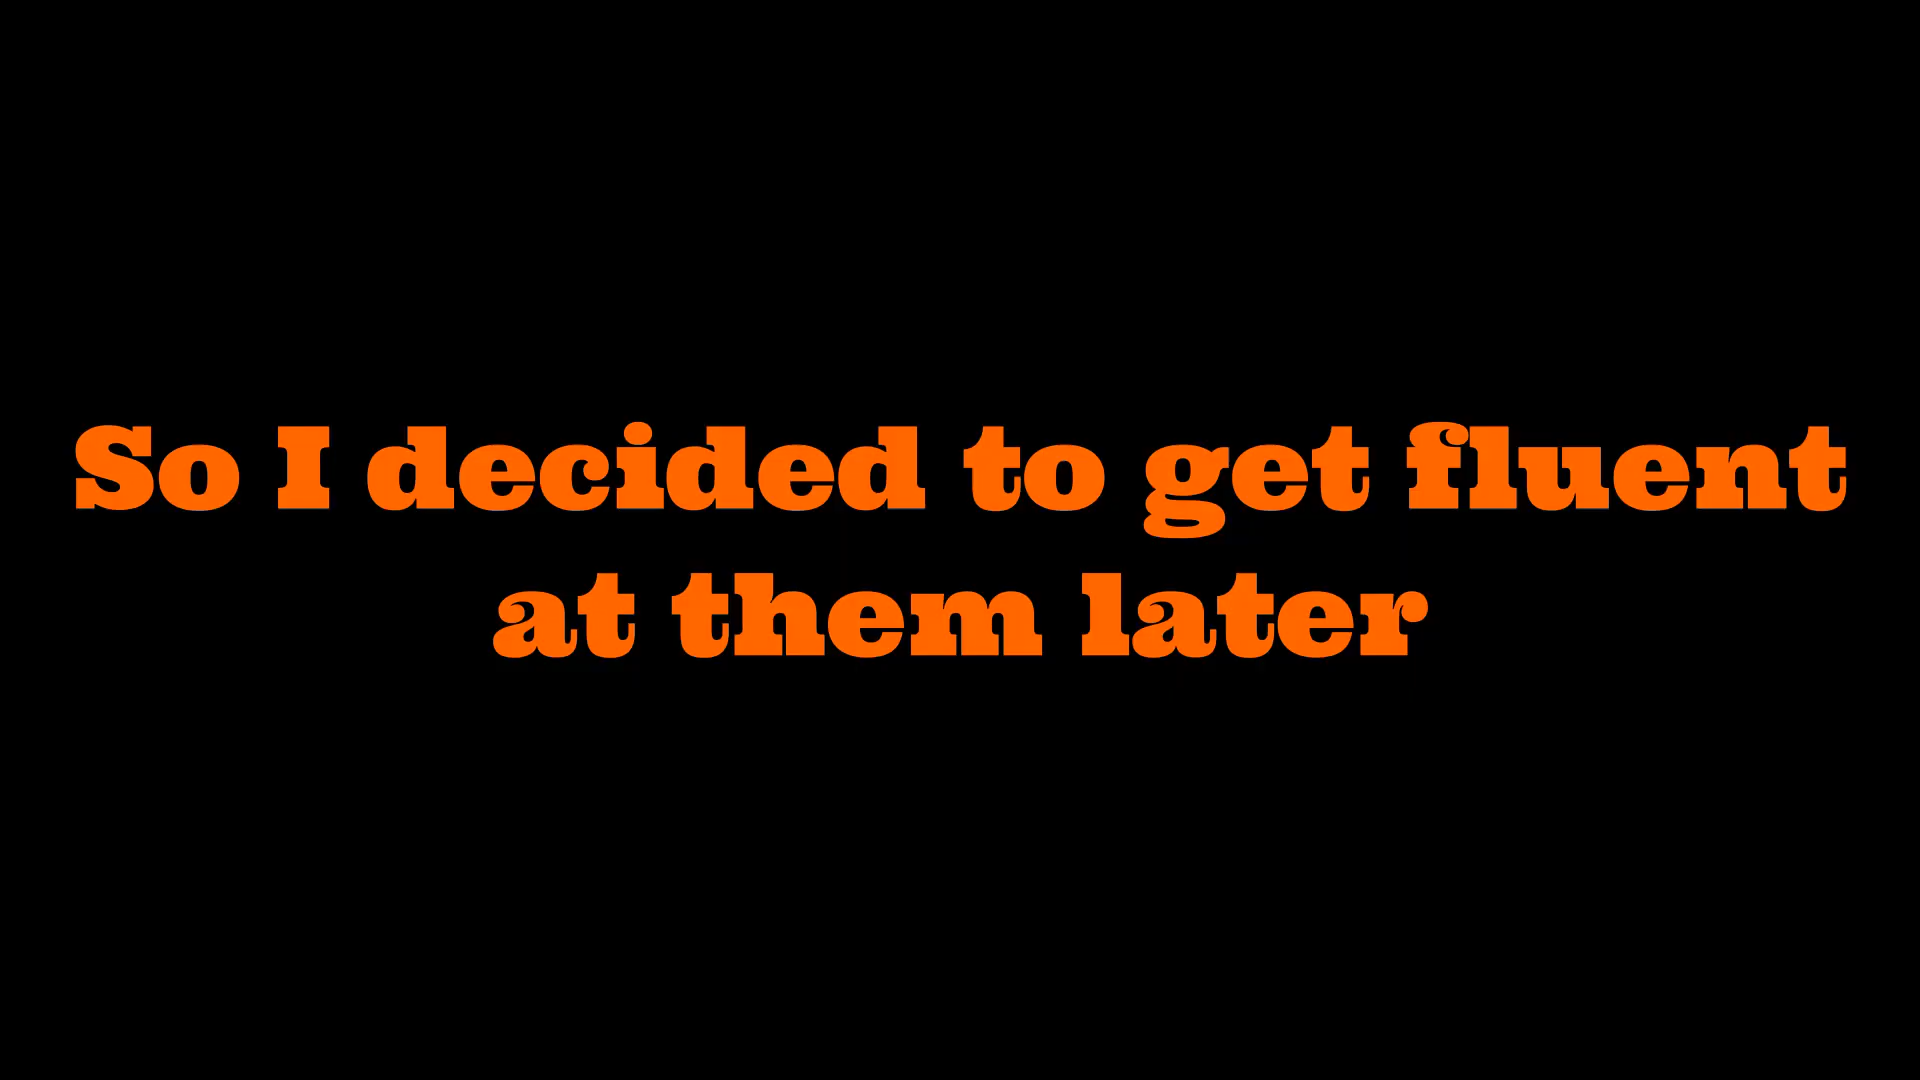 So I decided to get fluent
at them later